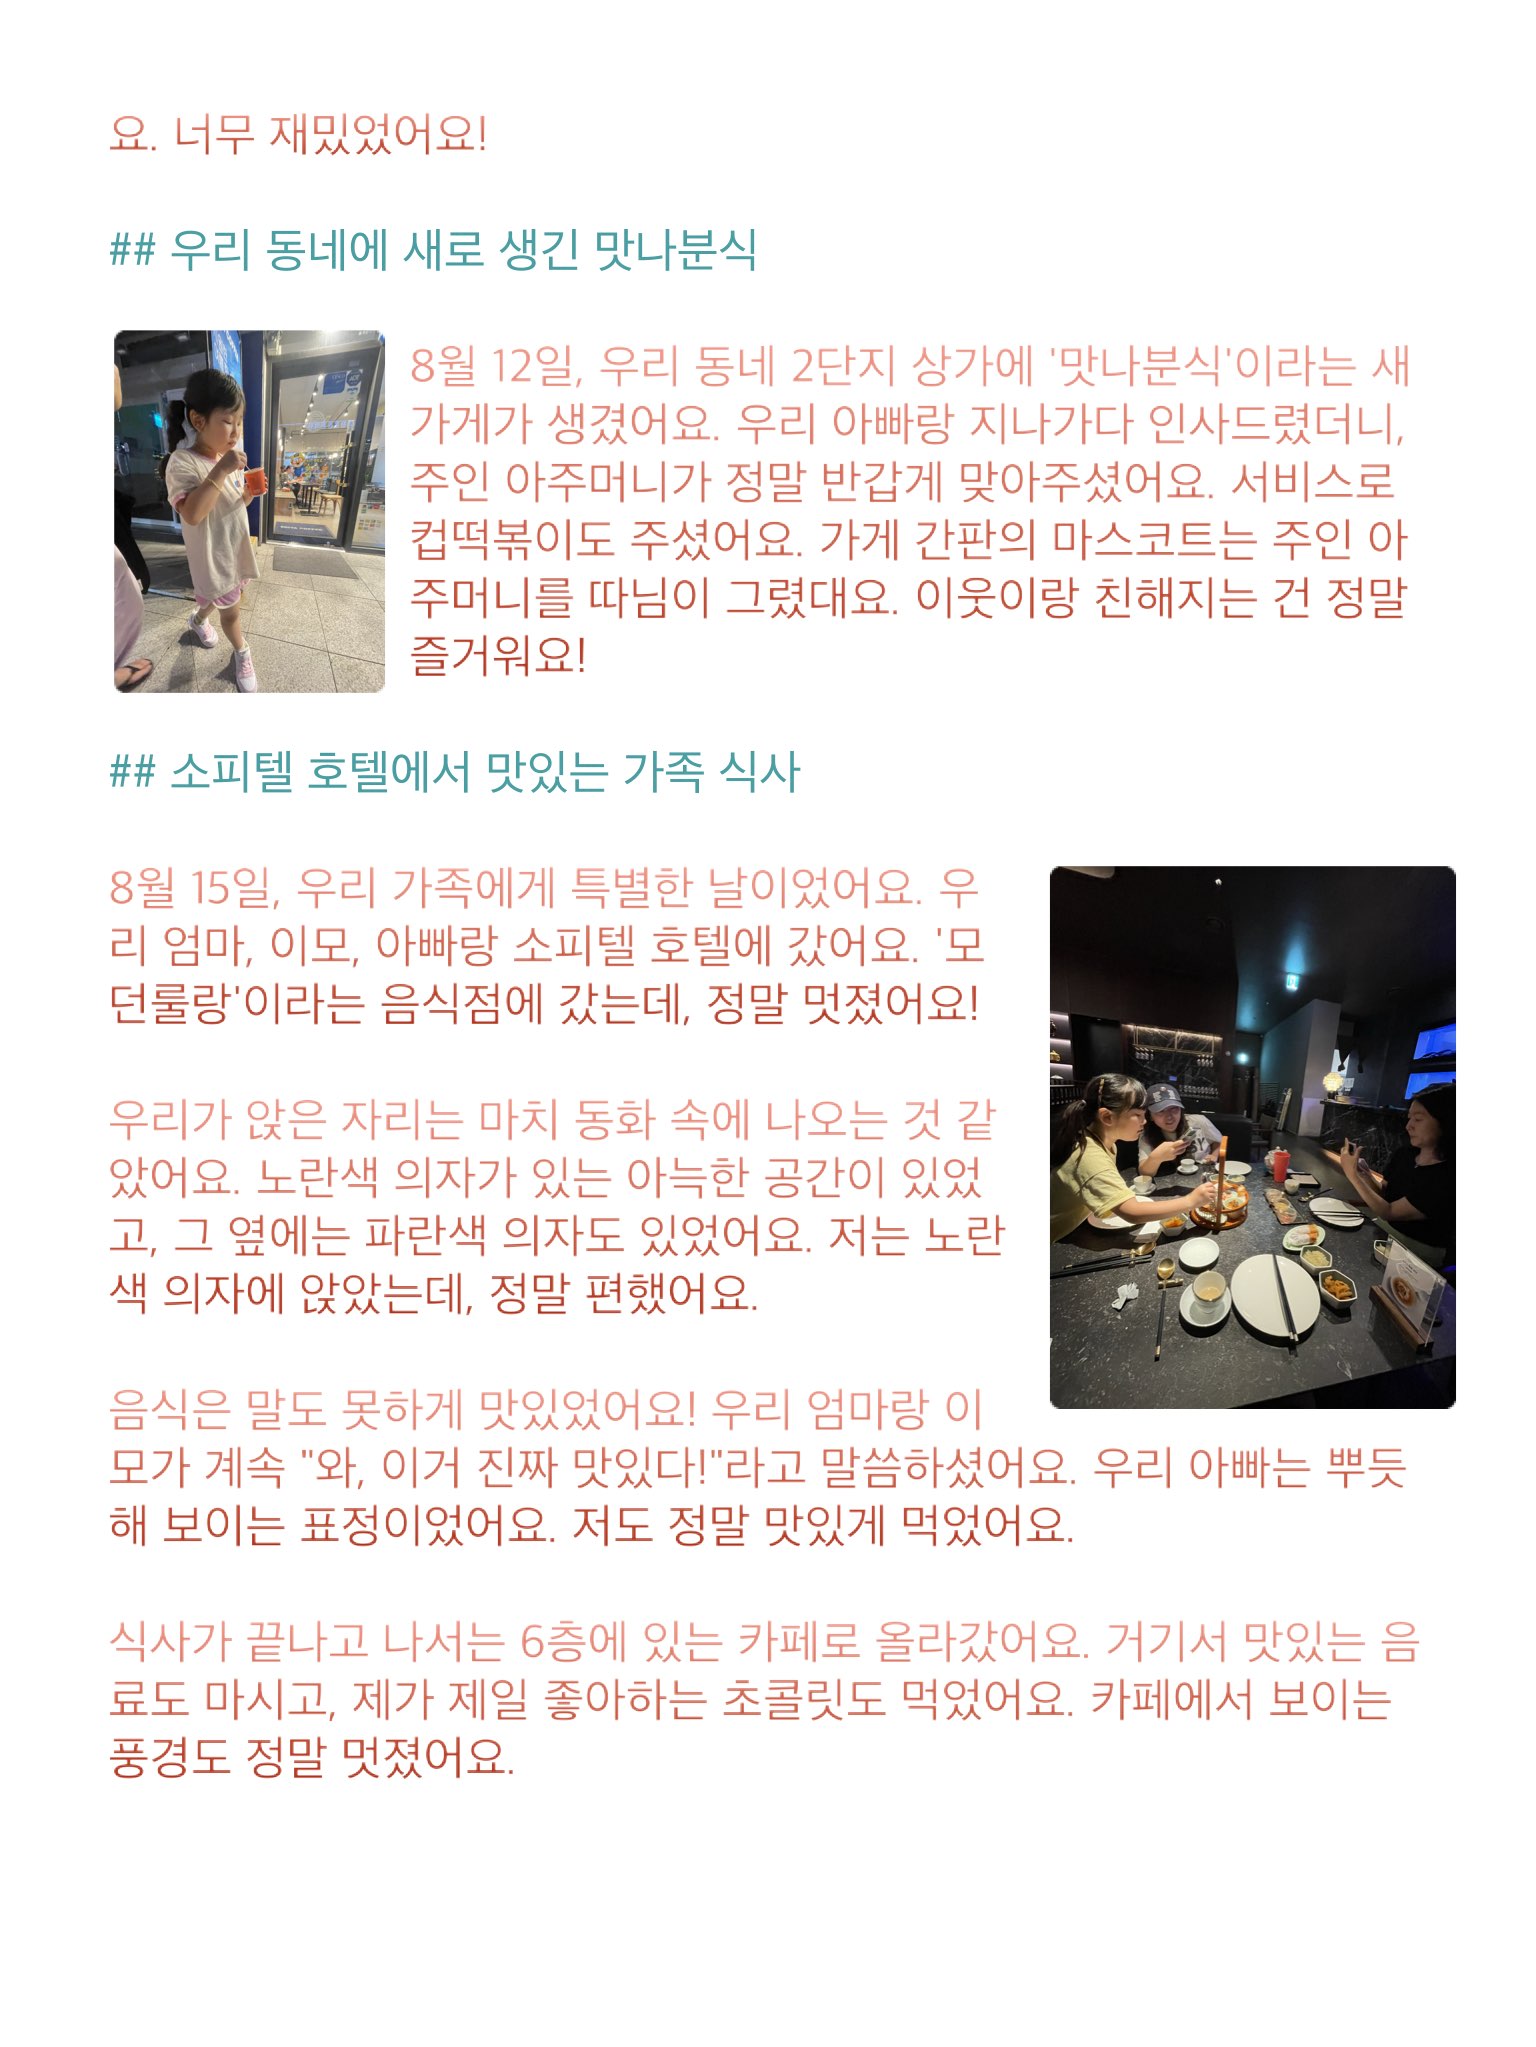 요. 너무 재밌었어요!
## 우리 동네에 새로 생긴 맛나분식
8월 12일, 우리 동네 2단지 상가에 '맛나분식'이라는 새
가게가 생겼어요. 우리 아빠랑 지나가다 인사드렸더니,
주인 아주머니가 정말 반갑게 맞아주셨어요. 서비스로
컵떡볶이도 주셨어요. 가게 간판의 마스코트는 주인 아
주머니를 따님이 그렸대요. 이웃이랑 친해지는 건 정말
즐거워요!
## 소피텔 호텔에서 맛있는 가족 식사
8월 15일, 우리 가족에게 특별한 날이었어요. 우
리 엄마, 이모, 아빠랑 소피텔 호텔에 갔어요. '모
던룰랑'이라는 음식점에 갔는데, 정말 멋졌어요!
우리가 앉은 자리는 마치 동화 속에 나오는 것 같
았어요. 노란색 의자가 있는 아늑한 공간이 있었
고, 그 옆에는 파란색 의자도 있었어요. 저는 노란
색 의자에 앉았는데, 정말 편했어요.
음식은 말도 못하게 맛있었어요! 우리 엄마랑 이
모가 계속 "와, 이거 진짜 맛있다!"라고 말씀하셨어요. 우리 아빠는 뿌듯
해 보이는 표정이었어요. 저도 정말 맛있게 먹었어요.
식사가 끝나고 나서는 6층에 있는 카페로 올라갔어요. 거기서 맛있는 음
료도 마시고, 제가 제일 좋아하는 초콜릿도 먹었어요. 카페에서 보이는
풍경도 정말 멋졌어요.